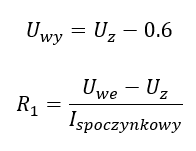 U_wy = U_z − 0.6
R_1 = (U_we − U_z) / I_spoczynkowy